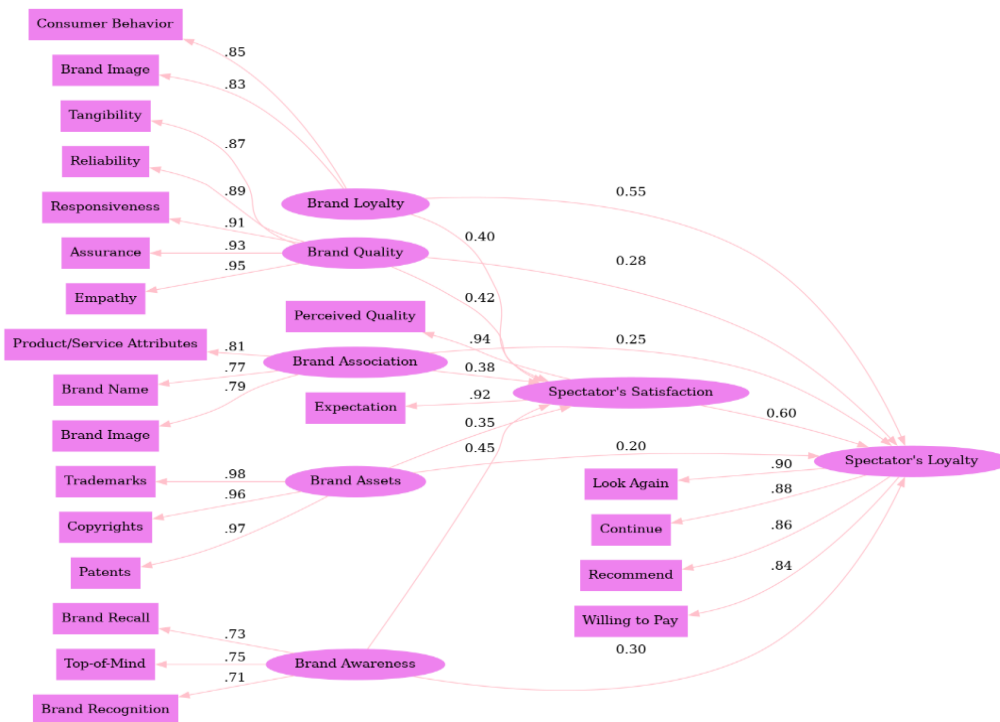 Consumer Behavior
.85
Brand Image
.83
Tangibility
.87
Reliability
.89
Brand Loyalty
0.55
Responsiveness
.91
0.40
Assurance
.93
Brand Quality
0.28
Empathy
.95
0.42
Perceived Quality
Product/Service Attributes
.81
.94
0.25
Brand Association
.77
0.38
Brand Name
.79
Expectation
.92
Spectator's Satisfaction
0.60
Brand Image
0.35
0.45
0.20
Spectator's Loyalty
Trademarks
.98
Brand Assets
.90
Look Again
.96
.88
Copyrights
.97
Continue
.86
Patents
Recommend
.84
Brand Recall
.73
Willing to Pay
0.30
Top-of-Mind
.75
Brand Awareness
.71
Brand Recognition